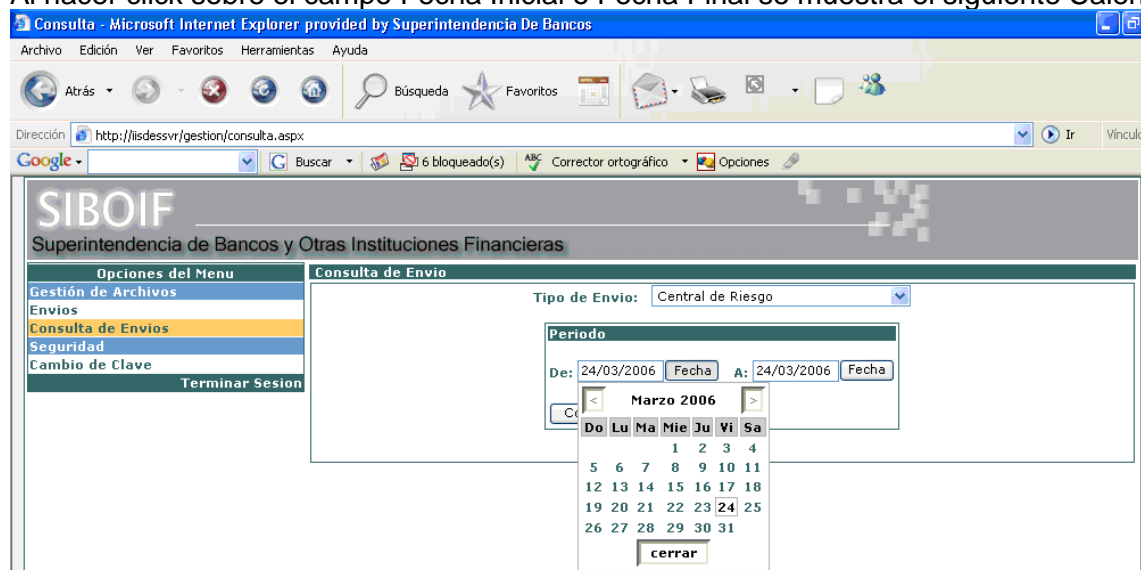 Al hacer click sobre el campo Fecha Inicial o Fecha Final se muestra el siguiente
Consulta - Microsoft Internet Explorer provided by Superintendencia De Bancos
Archivo Edición Ver Favoritos Herramientas Ayuda
Atrás Búsqueda Favoritos
Dirección http://iisdessvr/gestion/consulta.aspx Ir
Google G Buscar 6 bloqueado(s) ABC Corrector ortográfico Opciones
SIBOIF
Superintendencia de Bancos y Otras Instituciones Financieras
Opciones del Menu Consulta de Envio
Gestión de Archivos
Tipo de Envio: Central de Riesgo
Envios
Consulta de Envios
Seguridad
Cambio de Clave
Terminar Sesion
Periodo
De: 24/03/2006 Fecha A: 24/03/2006 Fecha
< Marzo 2006 >
Do Lu Ma Mie Ju Vi Sa
1 2 3 4
5 6 7 8 9 10 11
12 13 14 15 16 17 18
19 20 21 22 23 24 25
26 27 28 29 30 31
cerrar